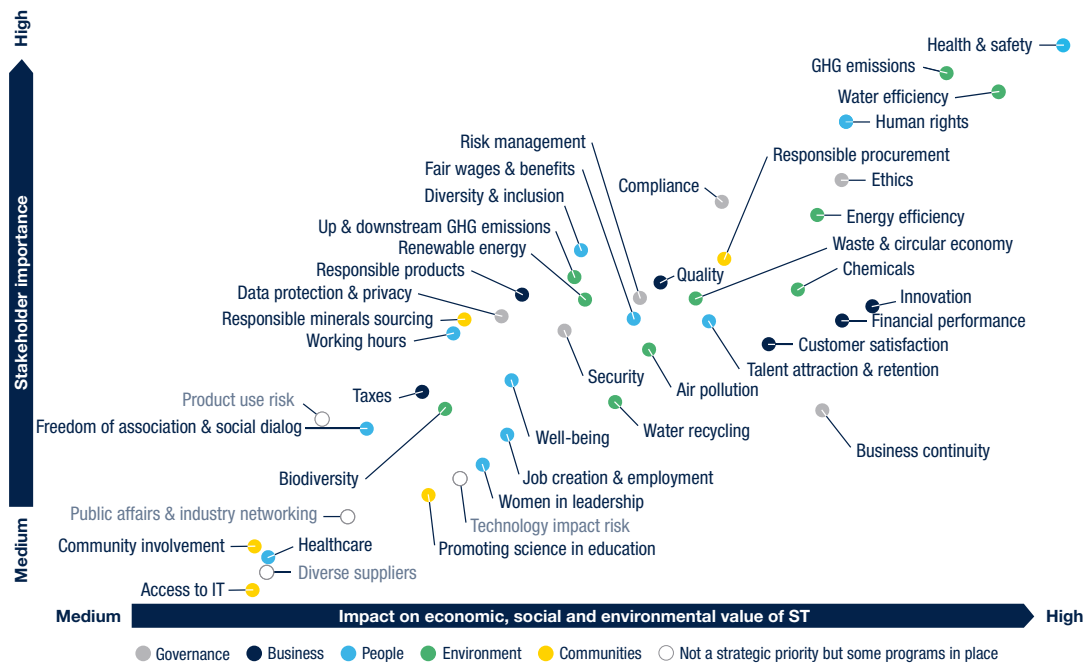 High
Stakeholder importance
Medium
Health & safety
GHG emissions
Water efficiency
Human rights
Risk management
Responsible procurement
Fair wages & benefits
Compliance
Ethics
Diversity & inclusion
Energy efficiency
Up & downstream GHG emissions
Renewable energy
Waste & circular economy
Responsible products
Quality
Chemicals
Data protection & privacy
Innovation
Responsible minerals sourcing
Financial performance
Working hours
Customer satisfaction
Talent attraction & retention
Security
Air pollution
Taxes
Product use risk
Freedom of association & social dialog
Well-being
Water recycling
Business continuity
Biodiversity
Job creation & employment
Women in leadership
Public affairs & industry networking
Technology impact risk
Community involvement
Healthcare
Promoting science in education
Diverse suppliers
Access to IT
Medium
Impact on economic, social and environmental value of ST
High
Governance
Business
People
Environment
Communities
Not a strategic priority but some programs in place